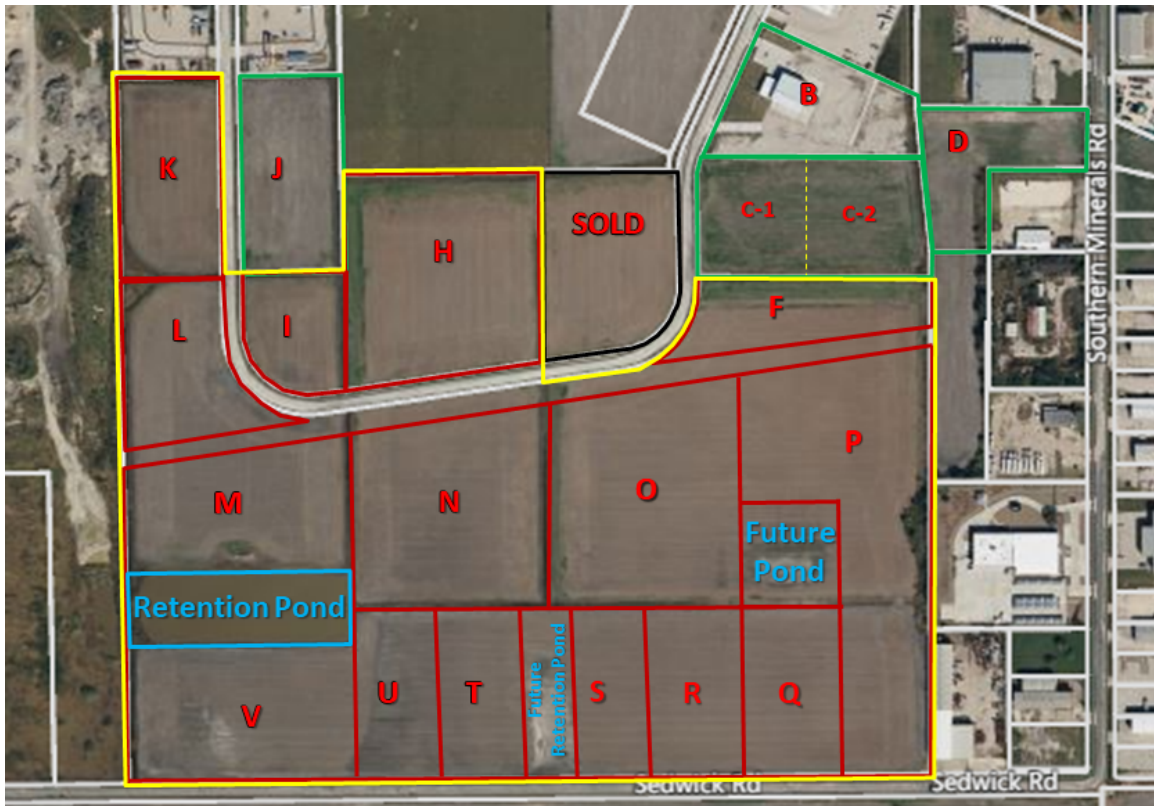 B
D
K
J
C-1
C-2
SOLD
H
F
L
I
P
O
N
M
Future
Pond
Retention Pond
Future
Retention Pond
U
T
S
R
Q
V
Southern Minerals Rd
Sedwick Rd
Sedwick Rd